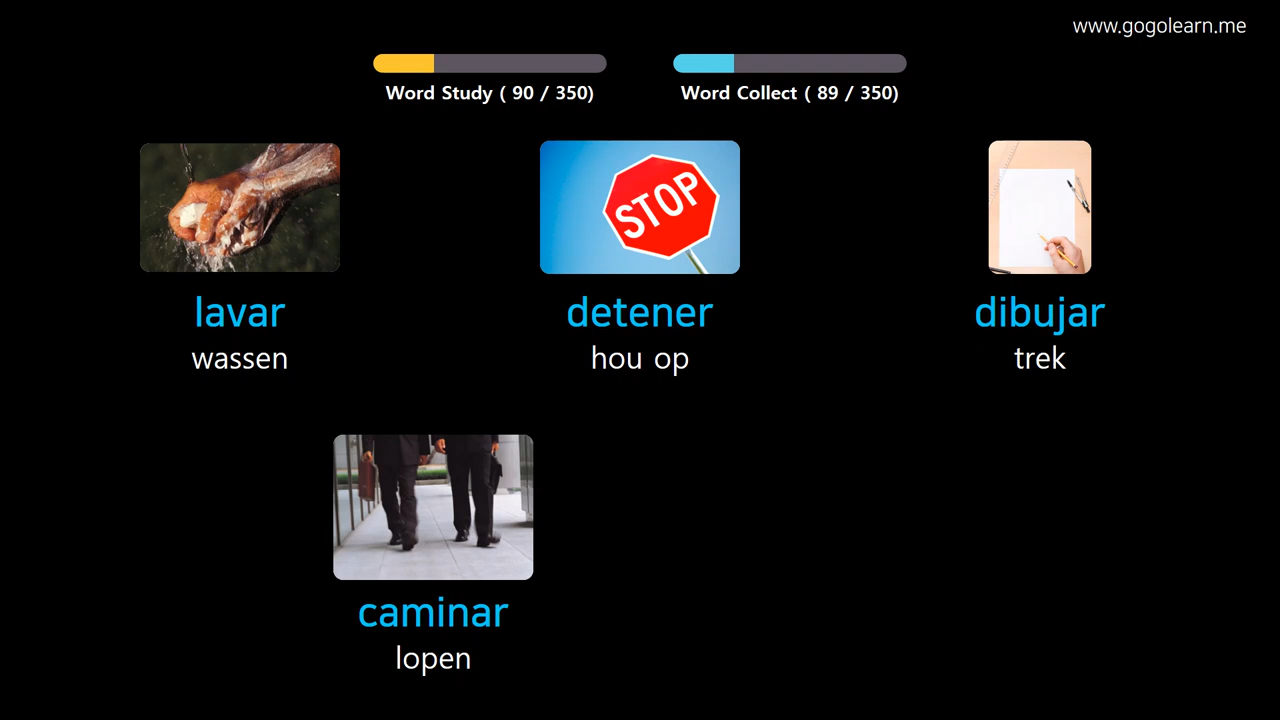 www.gogolearn.me
Word Study ( 90 / 350)
Word Collect ( 89 / 350)
STOP
lavar
detener
dibujar
wassen
hou op
trek
caminar
lopen